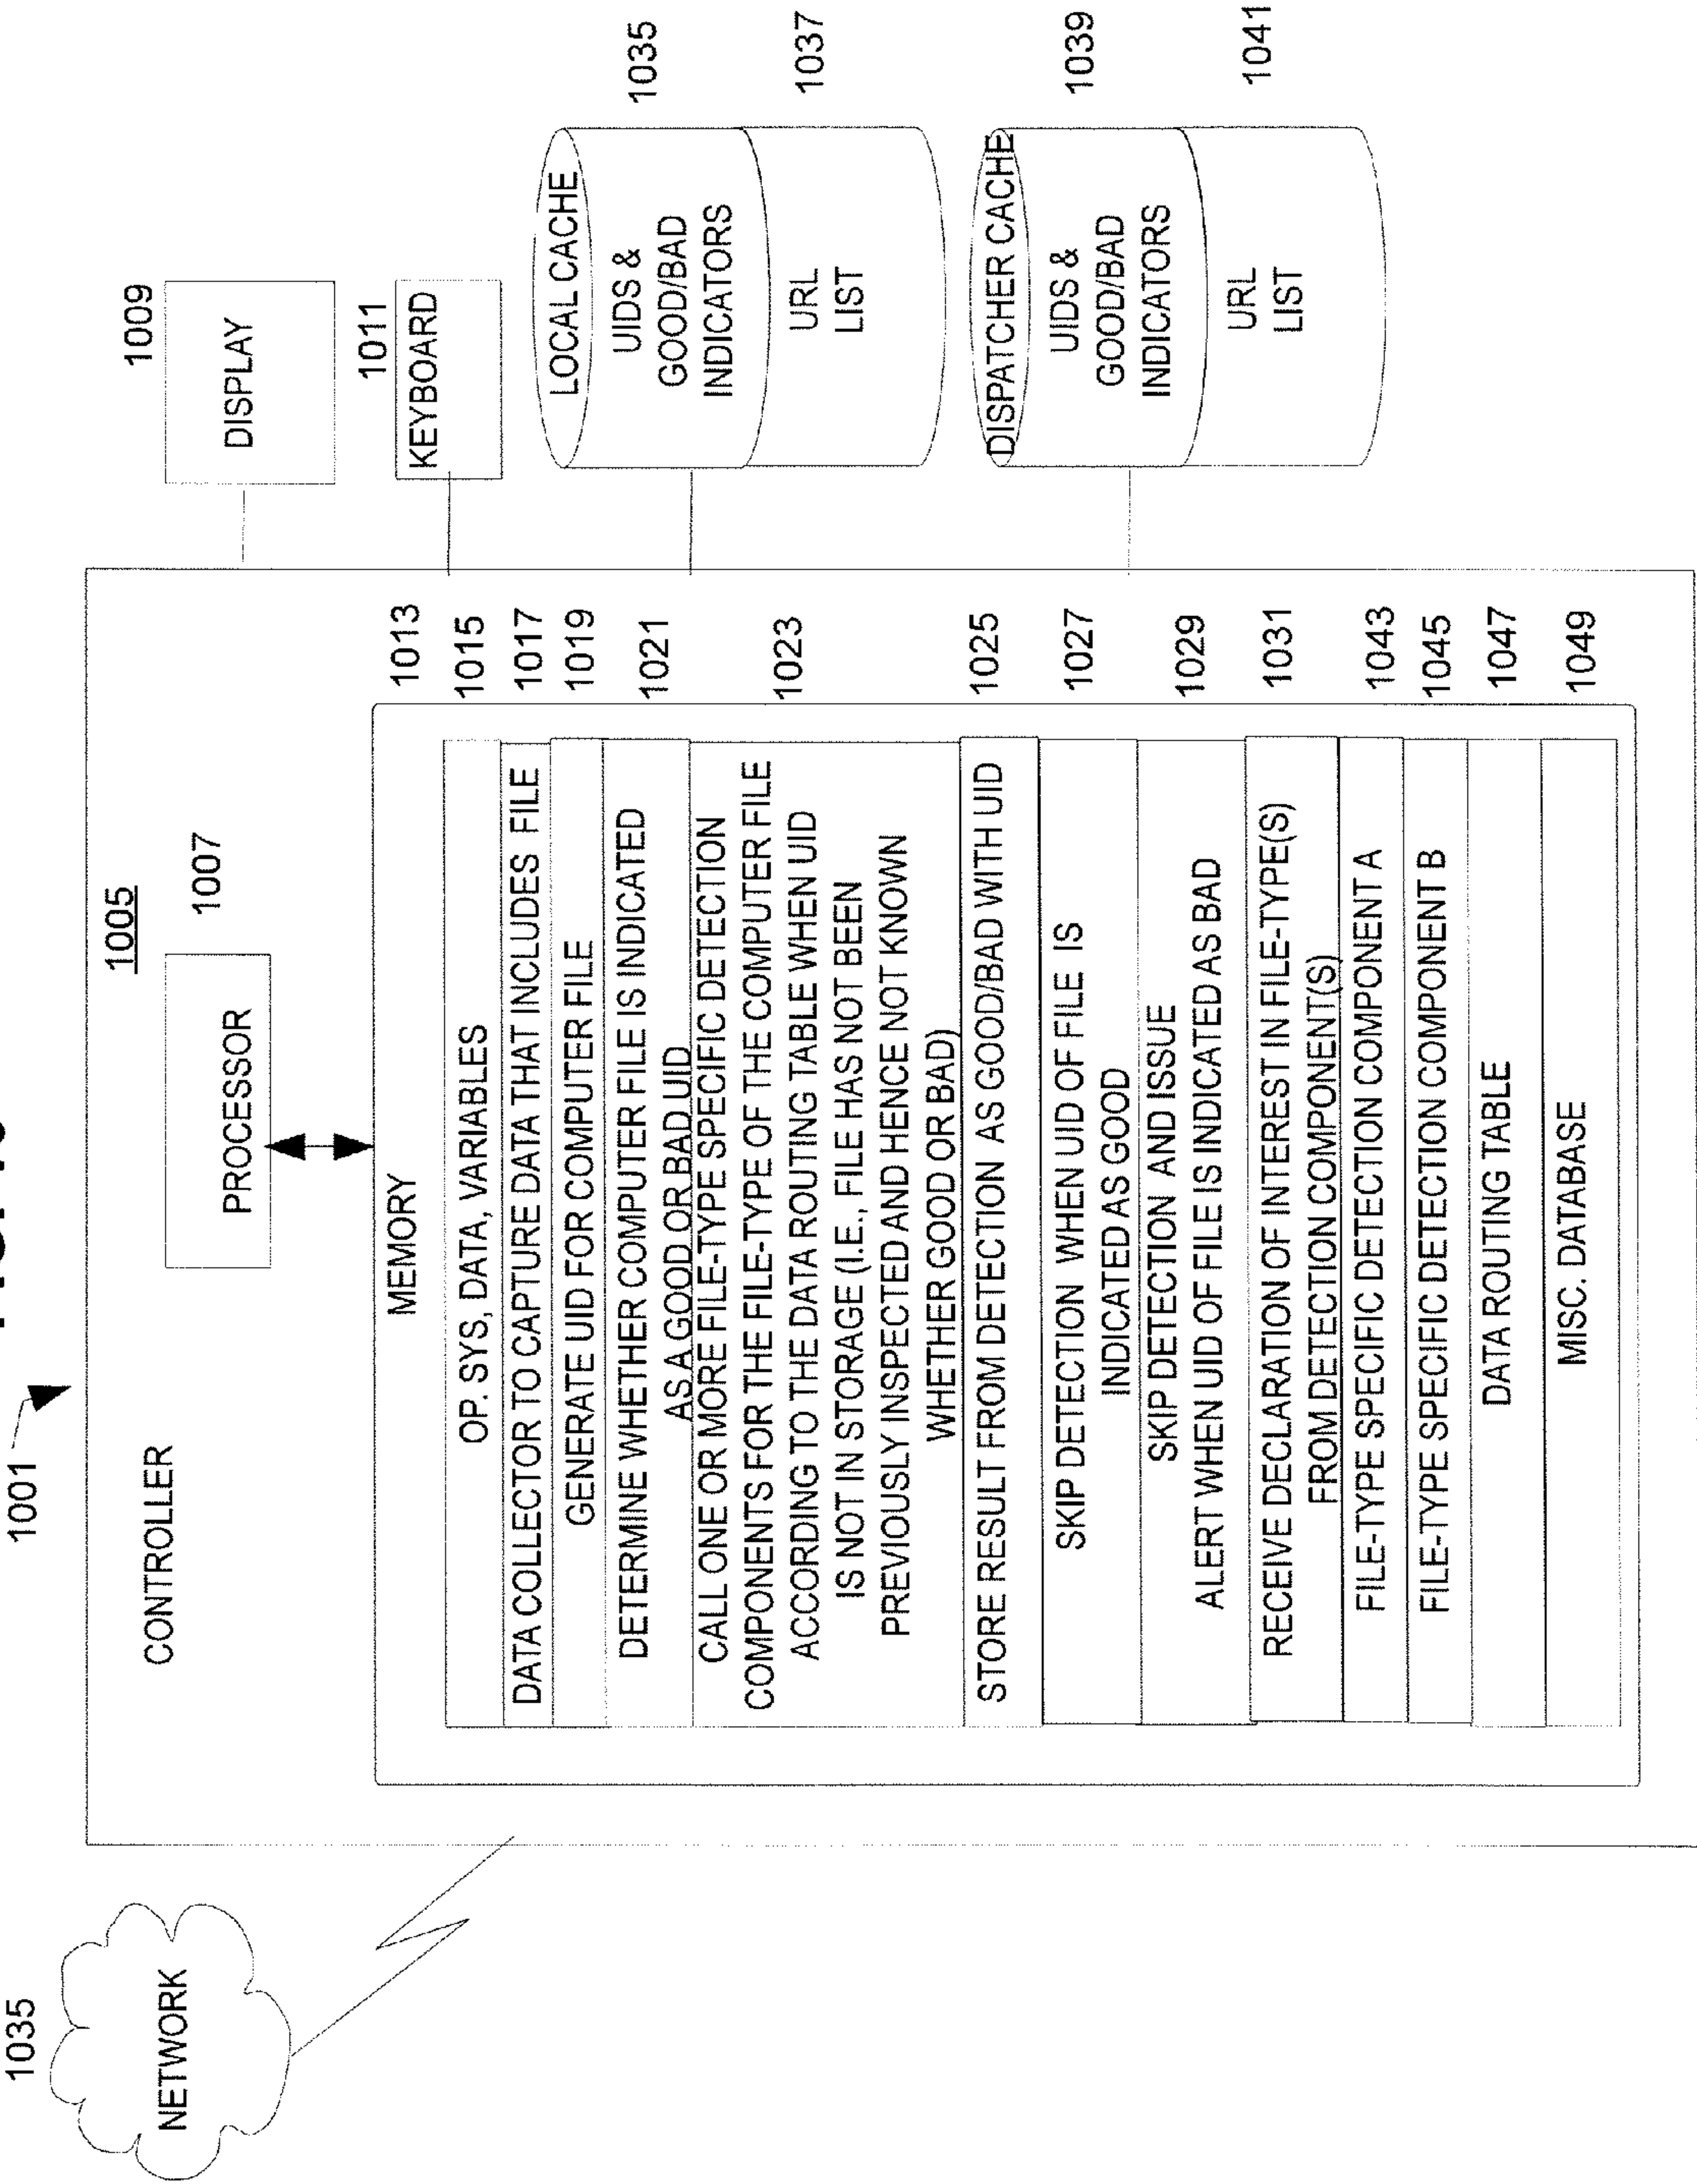 1001
CONTROLLER
1005
PROCESSOR
1007
1035
NETWORK
MEMORY
1013
OP. SYS, DATA, VARIABLES
1015
DATA COLLECTOR TO CAPTURE DATA THAT INCLUDES FILE
1017
GENERATE UID FOR COMPUTER FILE
1019
DETERMINE WHETHER COMPUTER FILE IS INDICATED
AS A GOOD OR BAD UID
1021
CALL ONE OR MORE FILE-TYPE SPECIFIC DETECTION
COMPONENTS FOR THE FILE-TYPE OF THE COMPUTER FILE
ACCORDING TO THE DATA ROUTING TABLE WHEN UID
IS NOT IN STORAGE (I.E., FILE HAS NOT BEEN
PREVIOUSLY INSPECTED AND HENCE NOT KNOWN
WHETHER GOOD OR BAD)
1023
STORE RESULT FROM DETECTION AS GOOD/BAD WITH UID
1025
SKIP DETECTION WHEN UID OF FILE IS
INDICATED AS GOOD
1027
SKIP DETECTION AND ISSUE
ALERT WHEN UID OF FILE IS INDICATED AS BAD
1029
RECEIVE DECLARATION OF INTEREST IN FILE-TYPE(S)
FROM DETECTION COMPONENT(S)
1031
FILE-TYPE SPECIFIC DETECTION COMPONENT A
1043
FILE-TYPE SPECIFIC DETECTION COMPONENT B
1045
DATA ROUTING TABLE
1047
MISC. DATABASE
1049
1009
DISPLAY
1011
KEYBOARD
LOCAL CACHE
UIDS &
GOOD/BAD
INDICATORS
1035
URL
LIST
1037
DISPATCHER CACHE
UIDS &
GOOD/BAD
INDICATORS
1039
URL
LIST
1041